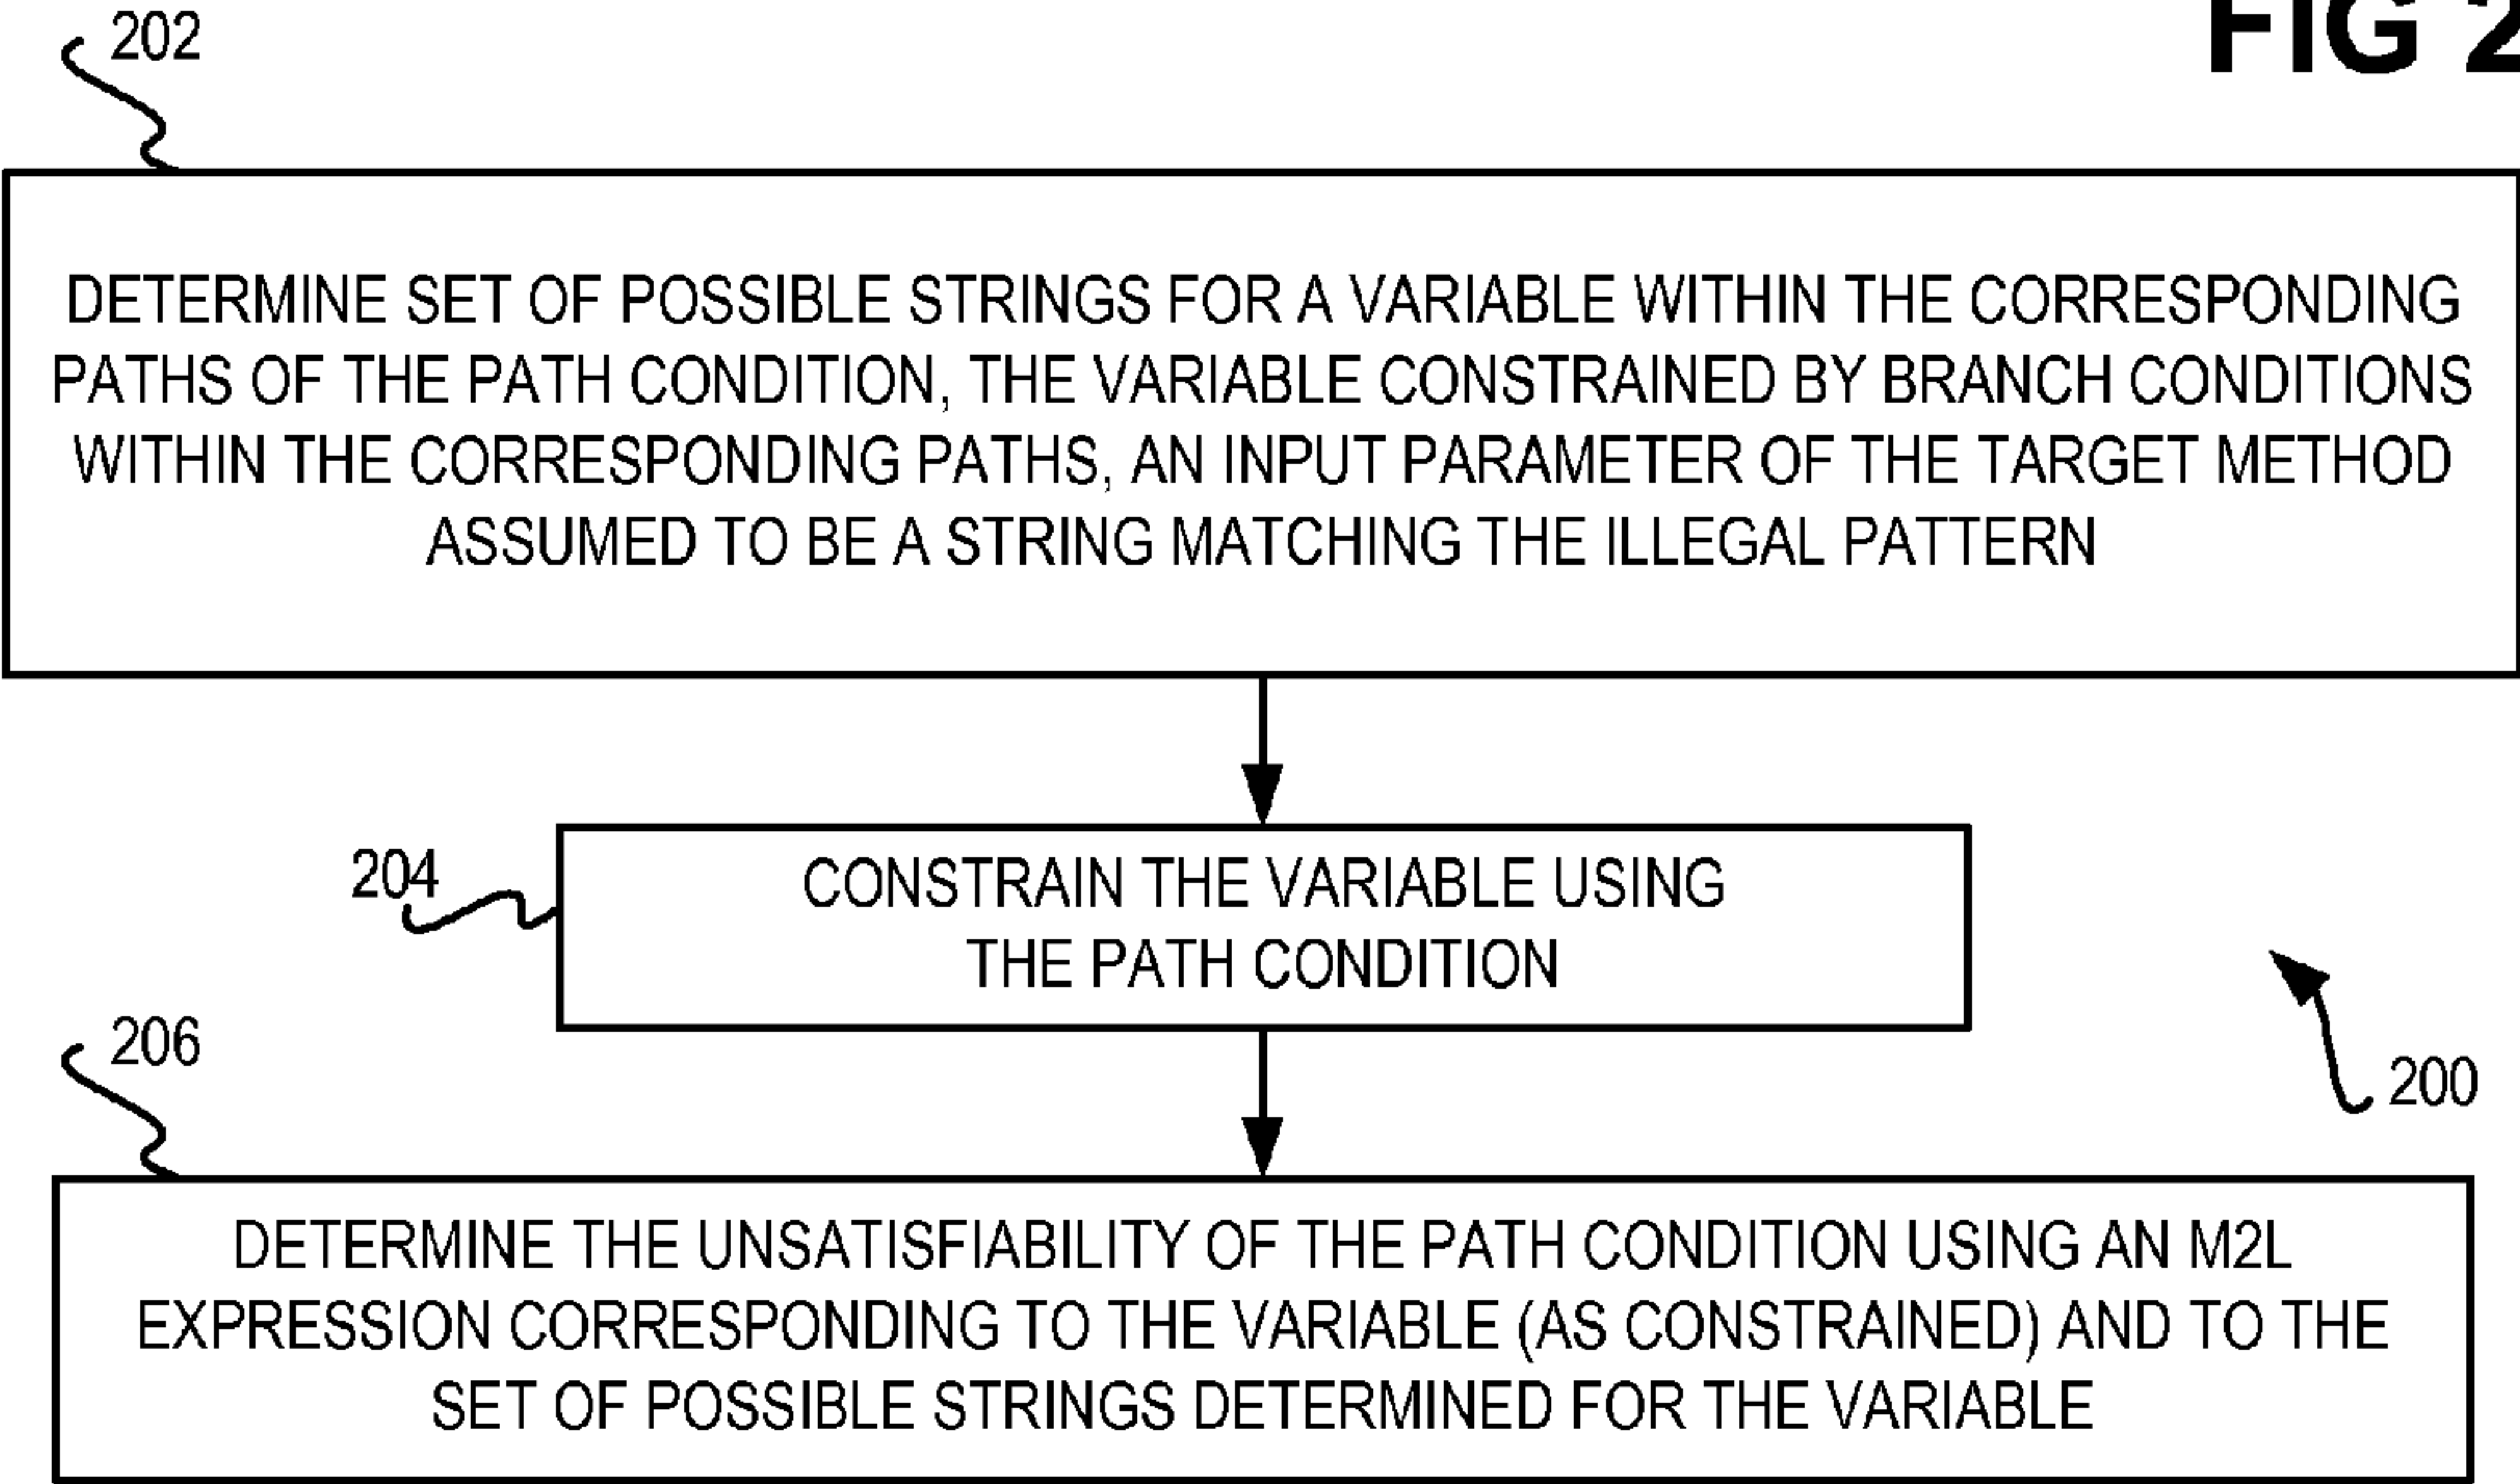 FIG 2
202
DETERMINE SET OF POSSIBLE STRINGS FOR A VARIABLE WITHIN THE CORRESPONDING
PATHS OF THE PATH CONDITION, THE VARIABLE CONSTRAINED BY BRANCH CONDITIONS
WITHIN THE CORRESPONDING PATHS, AN INPUT PARAMETER OF THE TARGET METHOD
ASSUMED TO BE A STRING MATCHING THE ILLEGAL PATTERN
204
CONSTRAIN THE VARIABLE USING
THE PATH CONDITION
200
206
DETERMINE THE UNSATISFIABILITY OF THE PATH CONDITION USING AN M2L
EXPRESSION CORRESPONDING TO THE VARIABLE (AS CONSTRAINED) AND TO THE
SET OF POSSIBLE STRINGS DETERMINED FOR THE VARIABLE